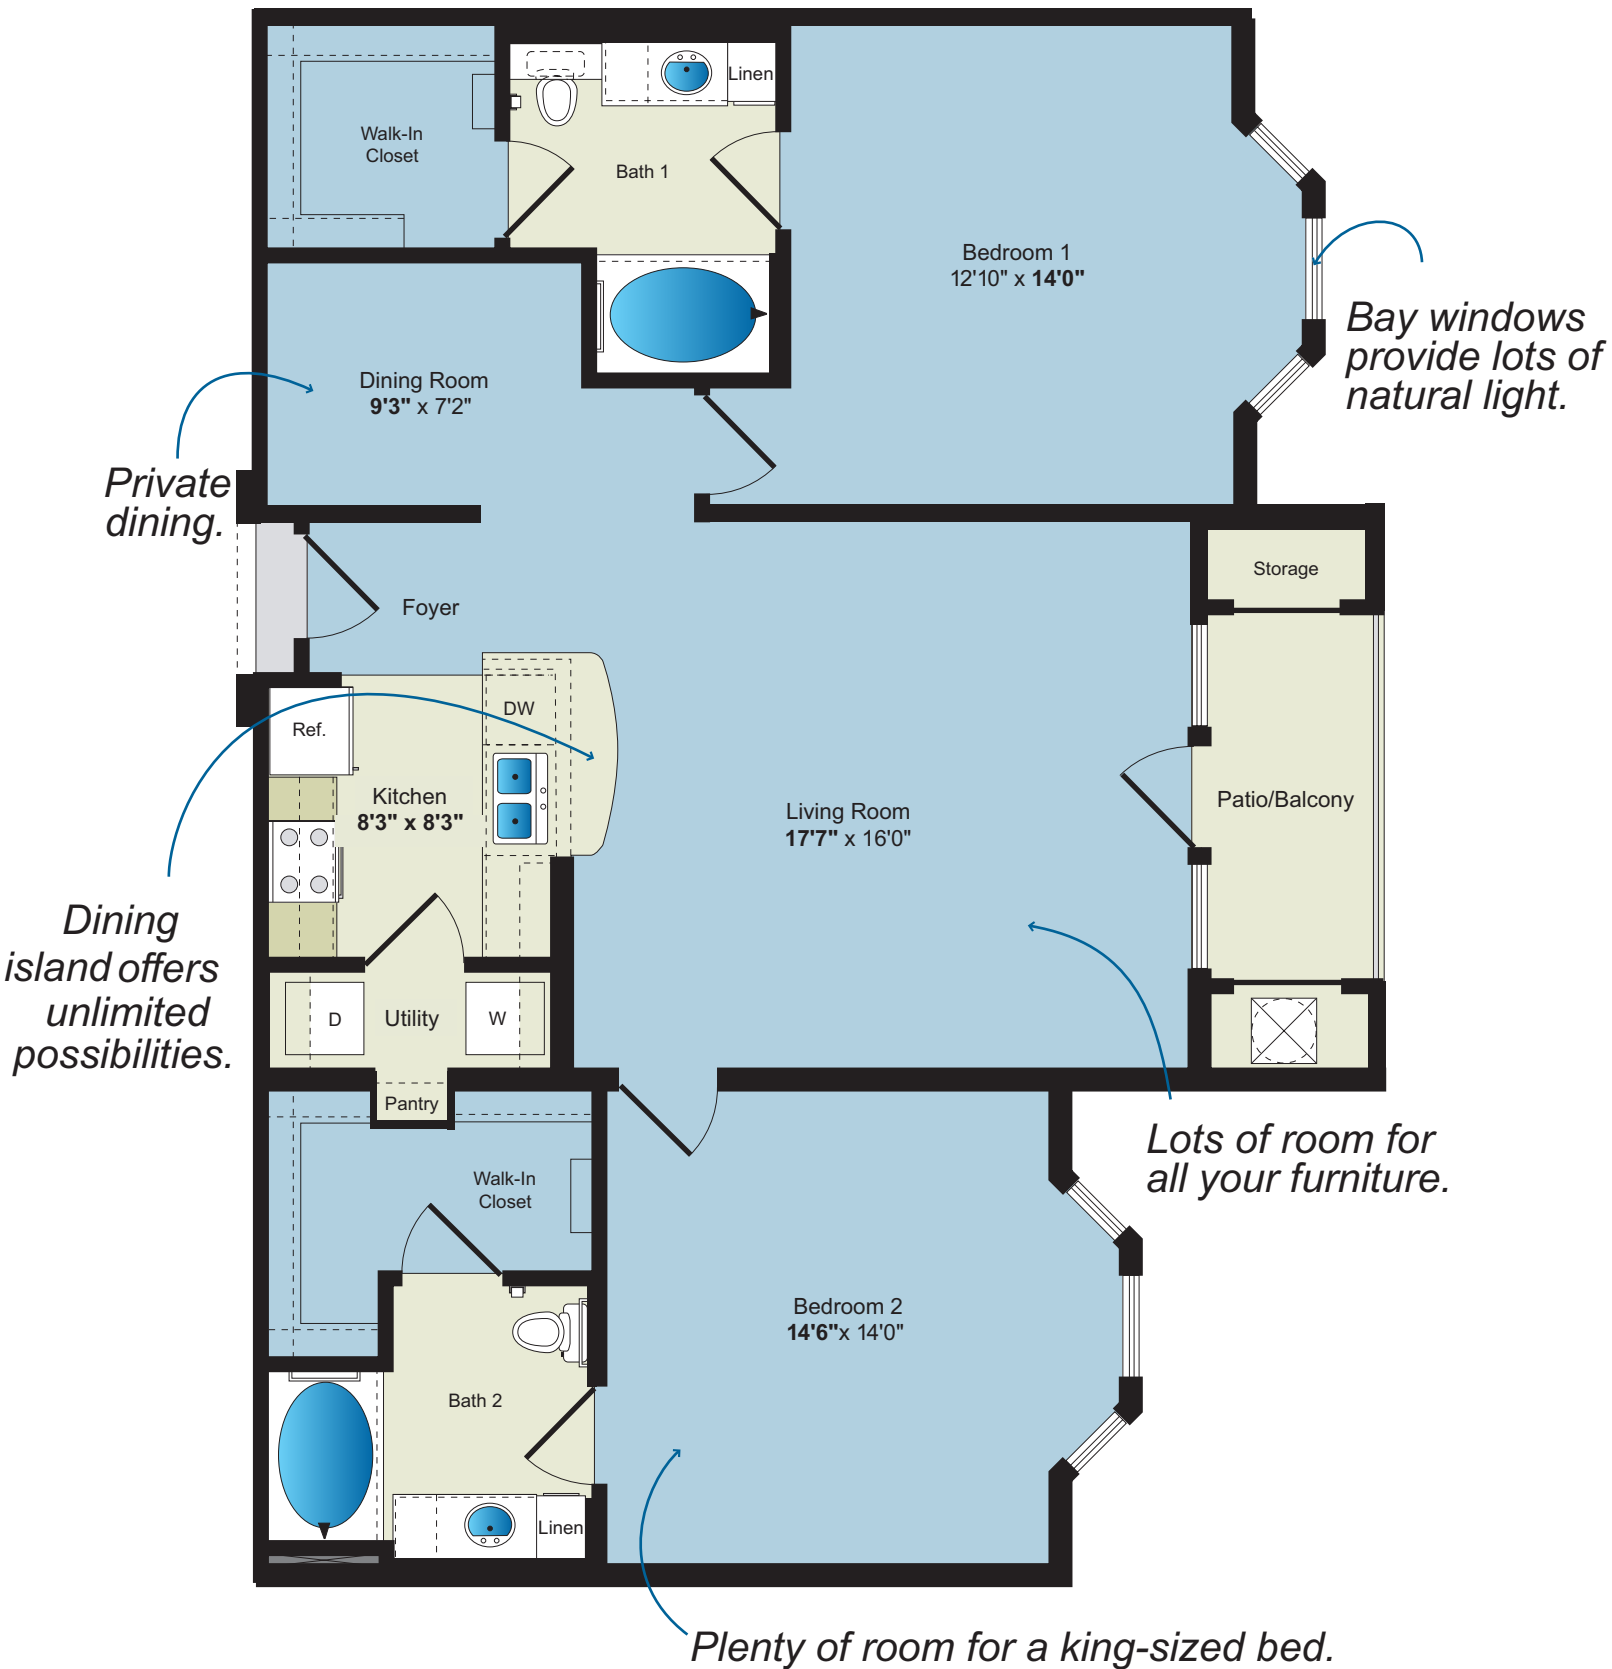 Linen
Walk-In
Closet
Bath 1
Bedroom 1
12'10" x 14'0"
Bay windows
provide lots of
natural light.
Dining Room
9'3" x 7'2"
Private
dining.
Storage
Foyer
Ref.
DW
Kitchen
8'3" x 8'3"
Living Room
17'7" x 16'0"
Patio/Balcony
Dining
island offers
unlimited
possibilities.
D
Utility
W
Pantry
Lots of room for
all your furniture.
Walk-In
Closet
Bedroom 2
14'6"x 14'0"
Bath 2
Linen
Plenty of room for a king-sized bed.